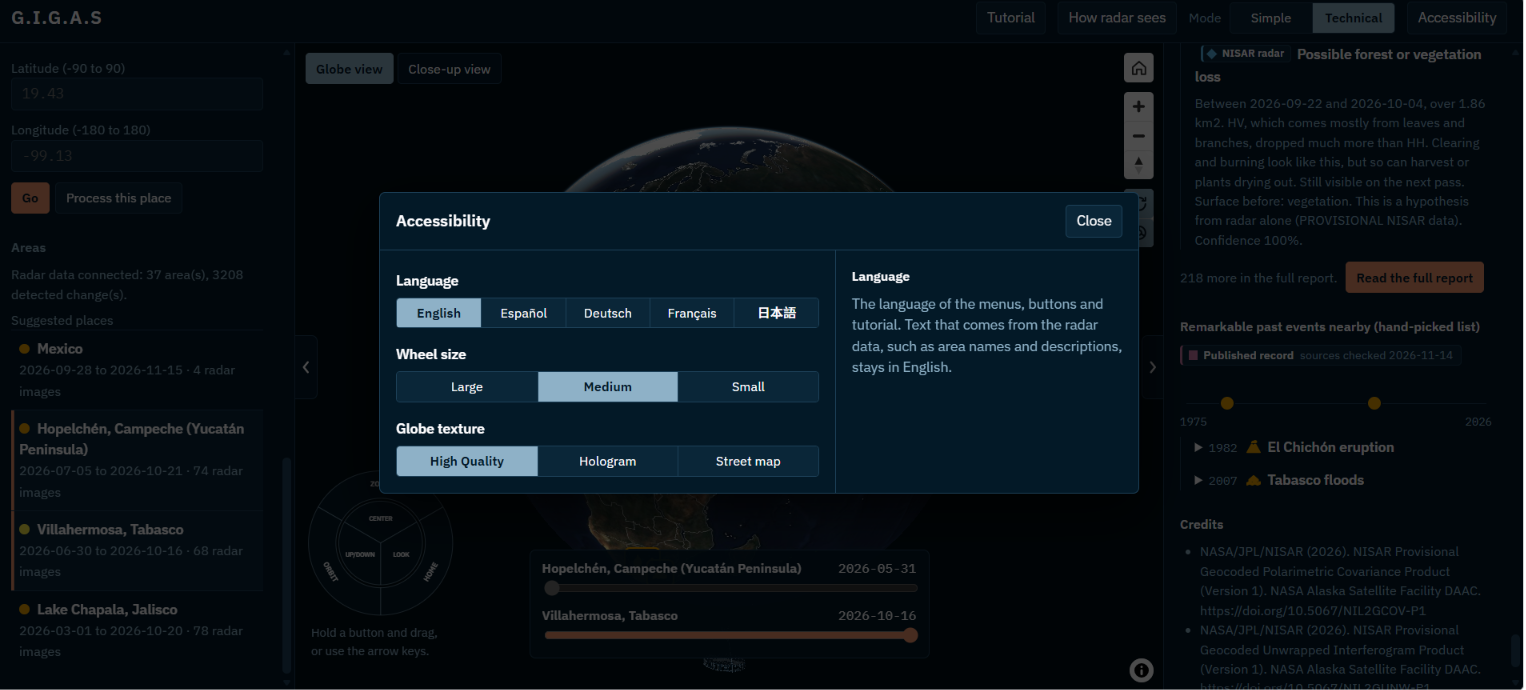 G.I.G.A.S
Tutorial
How radar sees
Mode
Simple
Technical
Accessibility
Latitude (-90 to 90)
19.43
Longitude (-180 to 180)
-99.13
Go
Process this place
Areas
Radar data connected: 37 area(s), 3208
detected change(s).
Suggested places
Mexico
2026-09-28 to 2026-11-15 · 4 radar
images
Hopelchén, Campeche (Yucatán
Peninsula)
2026-07-05 to 2026-10-21 · 74 radar
images
Villahermosa, Tabasco
2026-06-30 to 2026-10-16 · 68 radar
images
Lake Chapala, Jalisco
2026-03-01 to 2026-10-20 · 78 radar
images
Globe view
Close-up view
Accessibility
Close
Language
English
Español
Deutsch
Français
日本語
Wheel size
Large
Medium
Small
Globe texture
High Quality
Hologram
Street map
Language
The language of the menus, buttons and
tutorial. Text that comes from the radar
data, such as area names and descriptions,
stays in English.
CENTER
UP/DOWN
LOOK
ORBIT
HOME
Hold a button and drag,
or use the arrow keys.
Hopelchén, Campeche (Yucatán Peninsula)
2026-05-31
Villahermosa, Tabasco
2026-10-16
NISAR radar
Possible forest or vegetation
loss
Between 2026-09-22 and 2026-10-04, over 1.86
km2. HV, which comes mostly from leaves and
branches, dropped much more than HH. Clearing
and burning look like this, but so can harvest or
plants drying out. Still visible on the next pass.
Surface before: vegetation. This is a hypothesis
from radar alone (PROVISIONAL NISAR data).
Confidence 100%.
218 more in the full report.
Read the full report
Remarkable past events nearby (hand-picked list)
Published record
sources checked 2026-11-14
1975
2026
1982
El Chichón eruption
2007
Tabasco floods
Credits
NASA/JPL/NISAR (2026). NISAR Provisional
Geocoded Polarimetric Covariance Product
(Version 1). NASA Alaska Satellite Facility DAAC.
https://doi.org/10.5067/NIL2GCOV-P1
NASA/JPL/NISAR (2026). NISAR Provisional
Geocoded Unwrapped Interferogram Product
(Version 1). NASA Alaska Satellite Facility DAAC.
https://doi.org/10.5067/NIL2GUNW-P1